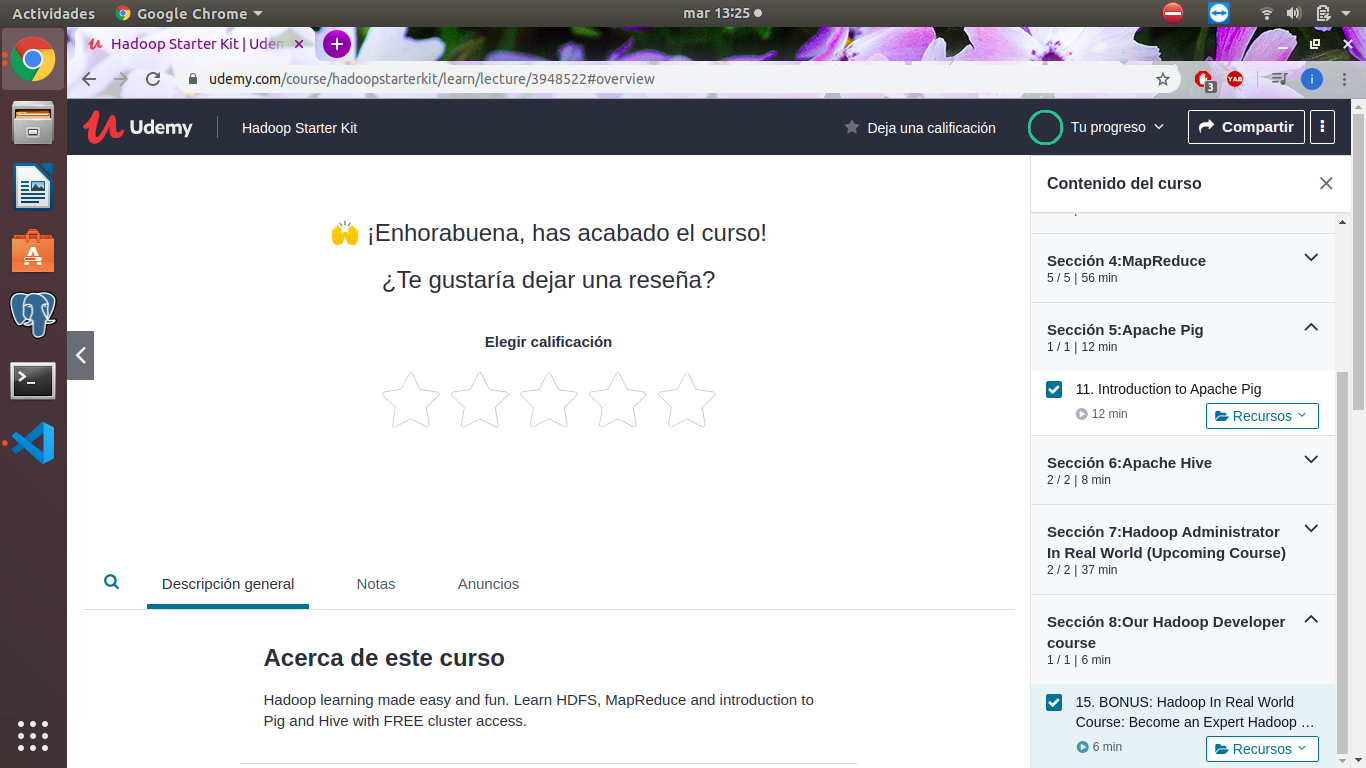 Actividades
Google Chrome
mar 13:25
Hadoop Starter Kit | Udem
udemy.com/course/hadoopstarterkit/learn/lecture/3948522#overview
3
YAB
i
Udemy
Hadoop Starter Kit
Deja una calificación
Tu progreso
Compartir
🙌 ¡Enhorabuena, has acabado el curso!
¿Te gustaría dejar una reseña?
Elegir calificación
Descripción general
Notas
Anuncios
Acerca de este curso
Hadoop learning made easy and fun. Learn HDFS, MapReduce and introduction to
Pig and Hive with FREE cluster access.
Contenido del curso
Sección 4:MapReduce
5 / 5 | 56 min
Sección 5:Apache Pig
1 / 1 | 12 min
11. Introduction to Apache Pig
12 min
Recursos
Sección 6:Apache Hive
2 / 2 | 8 min
Sección 7:Hadoop Administrator
In Real World (Upcoming Course)
2 / 2 | 37 min
Sección 8:Our Hadoop Developer
course
1 / 1 | 6 min
15. BONUS: Hadoop In Real World
Course: Become an Expert Hadoop …
6 min
Recursos